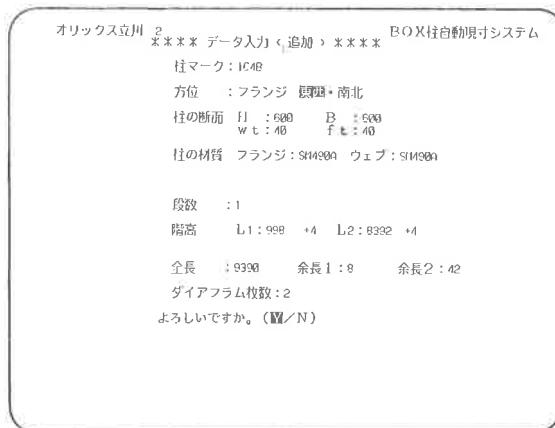 オリックス立川 2
BOX柱自動現寸システム
**** データ入力 < 追加 > ****
柱マーク：1C4B
方位 ：フランジ 東西・南北
柱の断面 H ：600 B ：600
wt：40 ft：40
柱の材質 フランジ：SM490A ウェブ：SM490A
段数 ：1
階高 L1：998 +4 L2：8392 +4
全長 ：9390 余長1：8 余長2：42
ダイアフラム枚数：2
よろしいですか。(Y/N)